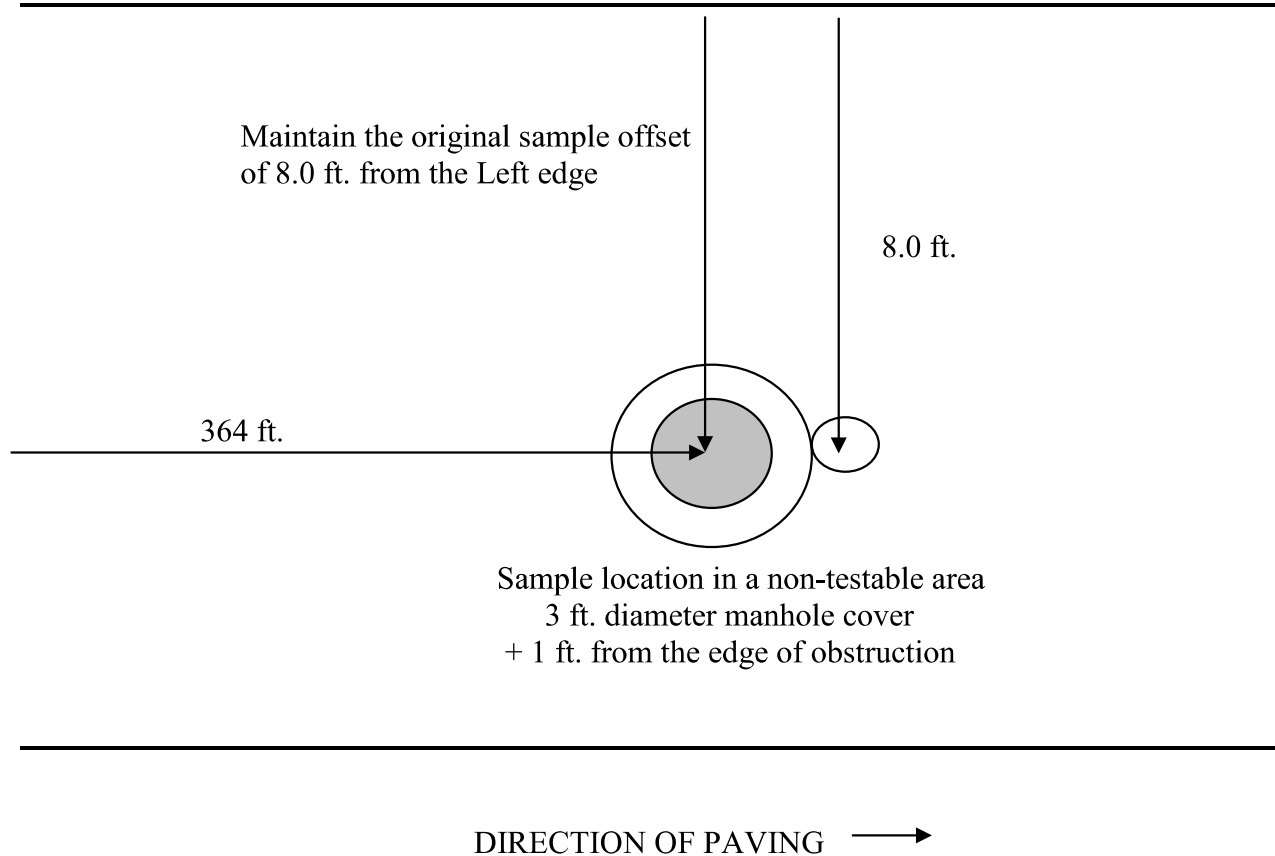 Maintain the original sample offset
of 8.0 ft. from the Left edge
8.0 ft.
364 ft.
Sample location in a non-testable area
3 ft. diameter manhole cover
+ 1 ft. from the edge of obstruction
DIRECTION OF PAVING